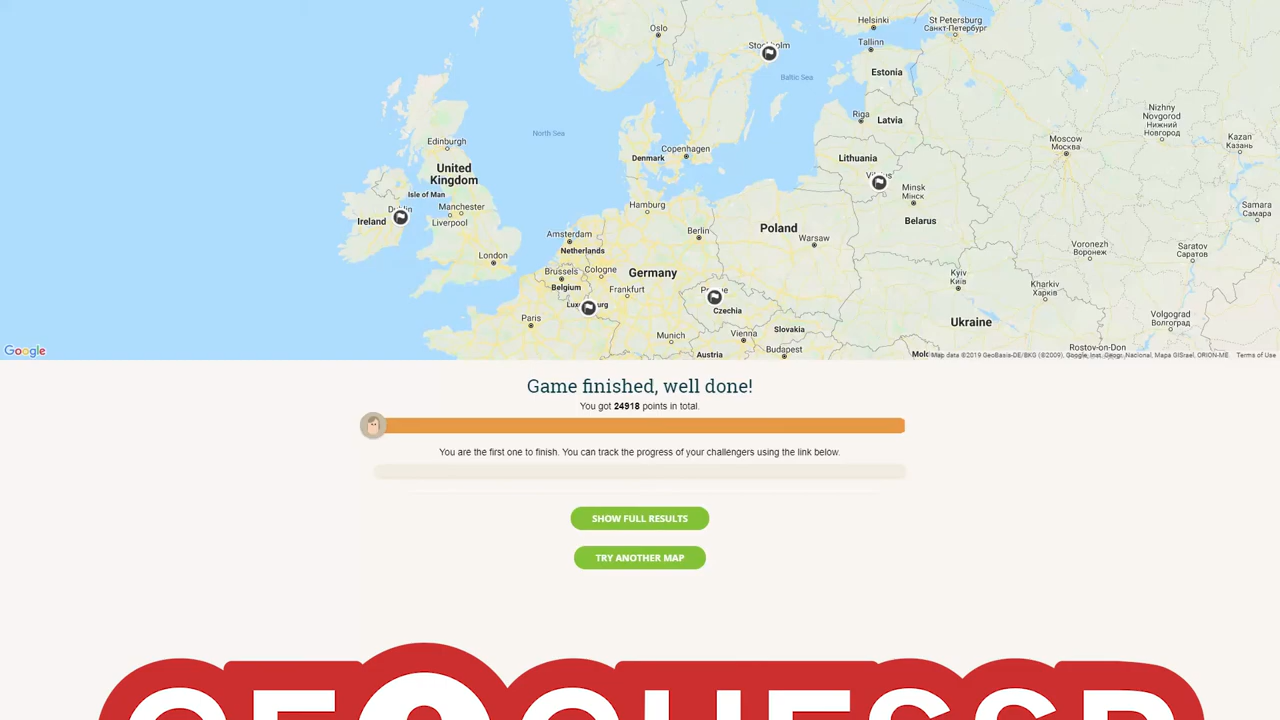 Oslo
Stockholm
Helsinki
St Petersburg
Санкт-Петербург
Tallinn
Baltic Sea
Estonia
Riga
Latvia
Nizhny
Novgorod
Нижний
Новгород
Kazan
Казань
Moscow
Москва
Edinburgh
North Sea
Denmark
Copenhagen
Lithuania
United
Kingdom
Isle of Man
Vilnius
Minsk
Мінск
Dublin
Ireland
Manchester
Liverpool
Hamburg
Belarus
Samara
Самара
Amsterdam
Netherlands
Berlin
Poland
Warsaw
London
Voronezh
Воронеж
Saratov
Саратов
Brussels
Cologne
Germany
Kyiv
Київ
Kharkiv
Харків
Belgium
Frankfurt
Prague
Czechia
Luxembourg
Paris
Volgograd
Волгоград
Ukraine
Munich
Vienna
Slovakia
Austria
Budapest
Rostov-on-Don
Google
Map data ©2019 GeoBasis-DE/BKG (©2009), Google, Inst. Geogr. Nacional, Mapa GISrael, ORION-ME
Terms of Use
Game finished, well done!
You got 24918 points in total.
You are the first one to finish. You can track the progress of your challengers using the link below.
SHOW FULL RESULTS
TRY ANOTHER MAP
GEOGUESSR